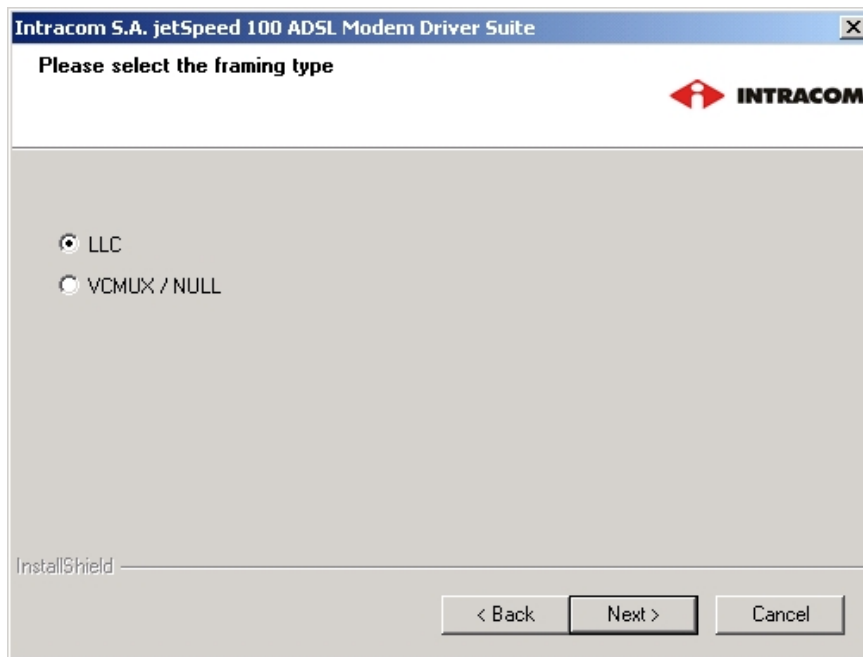 Intracom S.A. jetSpeed 100 ADSL Modem Driver Suite
Please select the framing type
INTRACOM
LLC
VCMUX / NULL
InstallShield
< Back Next > Cancel